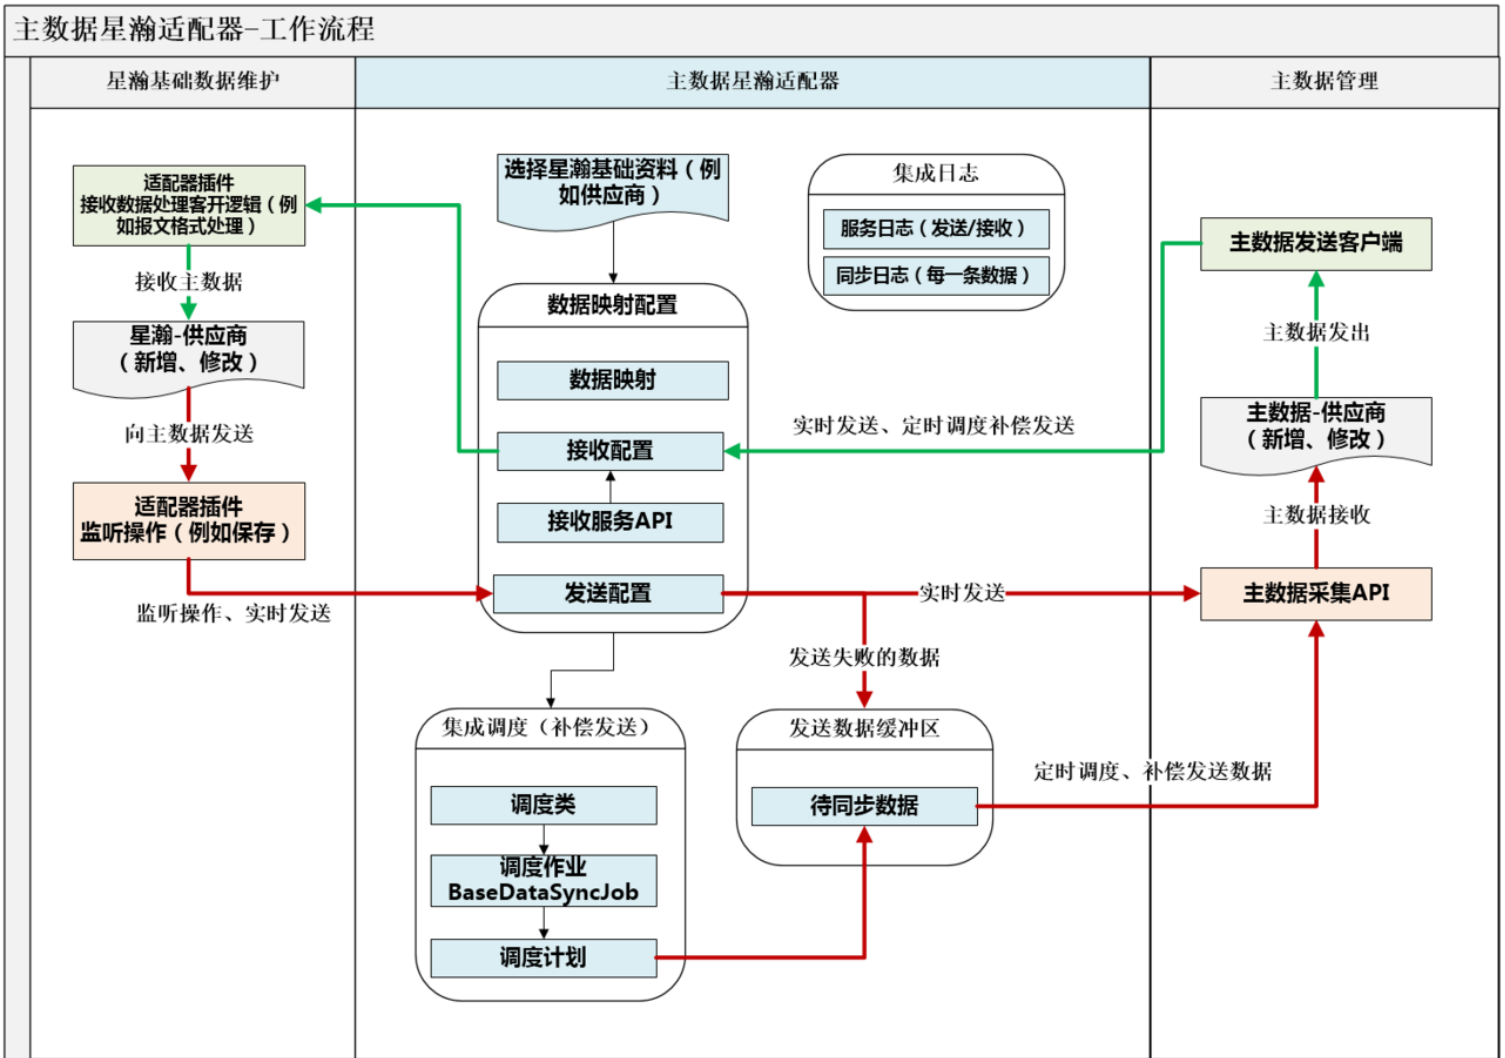 主数据星瀚适配器-工作流程
星瀚基础数据维护
主数据星瀚适配器
主数据管理
适配器插件
接收数据处理客开逻辑（例
如报文格式处理）
接收主数据
星瀚-供应商
（新增、修改）
向主数据发送
适配器插件
监听操作（例如保存）
监听操作、实时发送
选择星瀚基础资料（例
如供应商）
数据映射配置
数据映射
接收配置
接收服务API
发送配置
集成日志
服务日志（发送/接收）
同步日志（每一条数据）
实时发送、定时调度补偿发送
实时发送
发送失败的数据
集成调度（补偿发送）
调度类
调度作业
BaseDataSyncJob
调度计划
发送数据缓冲区
待同步数据
定时调度、补偿发送数据
主数据发送客户端
主数据发出
主数据-供应商
（新增、修改）
主数据接收
主数据采集API